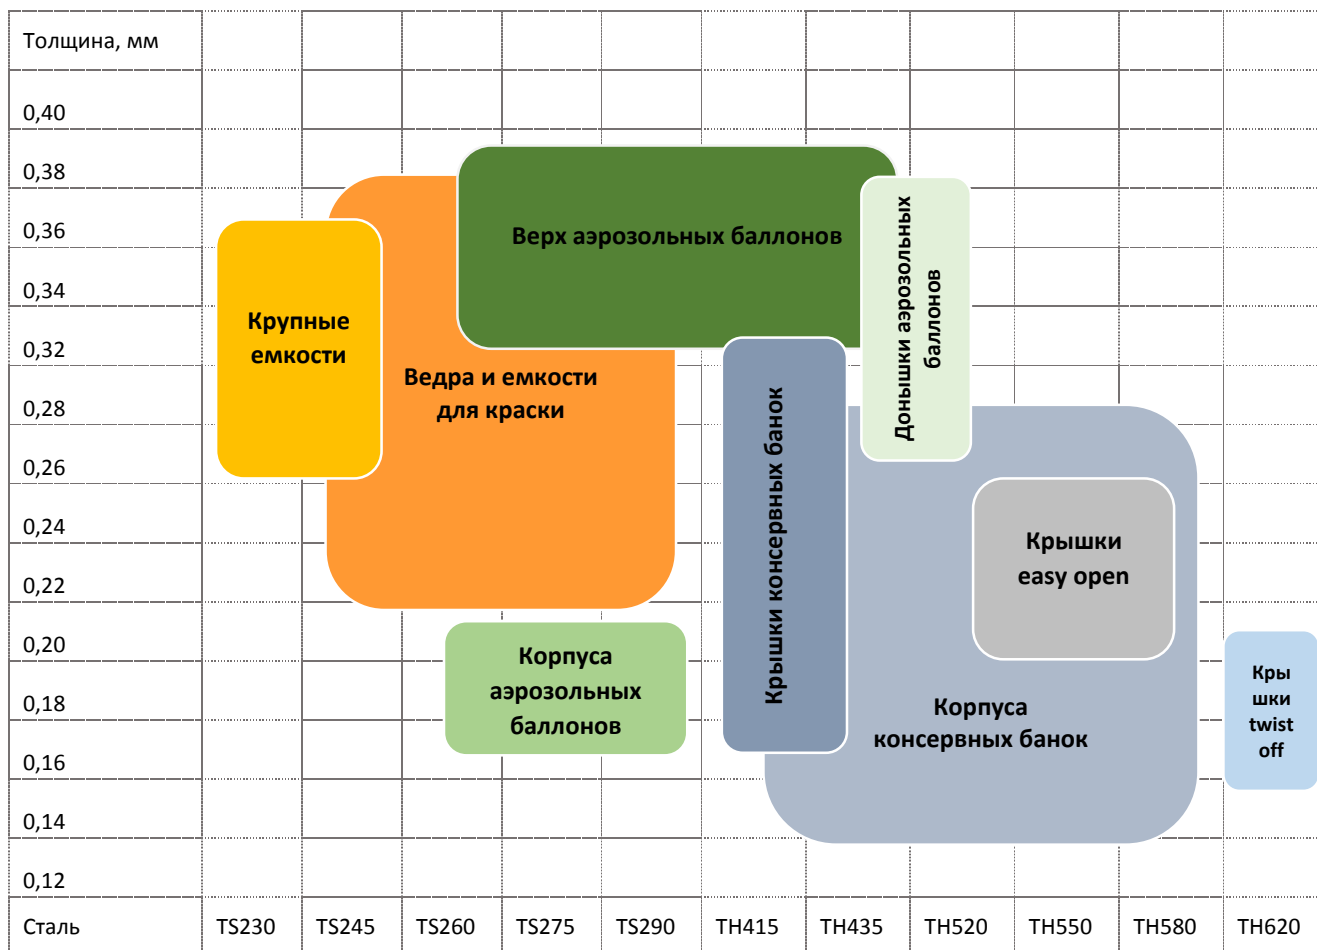 Толщина, мм
0,40
0,38
0,36
0,34
0,32
0,28
0,26
0,24
0,22
0,20
0,18
0,16
0,14
0,12
Верх аэрозольных баллонов
Донышки аэрозольных
баллонов
Крупные
емкости
Ведра и емкости
для краски
Крышки консервных банок
Крышки
easy open
Корпуса
аэрозольных
баллонов
Корпуса
консервных банок
Кры
шки
twist
off
Сталь TS230 TS245 TS260 TS275 TS290 TH415 TH435 TH520 TH550 TH580 TH620